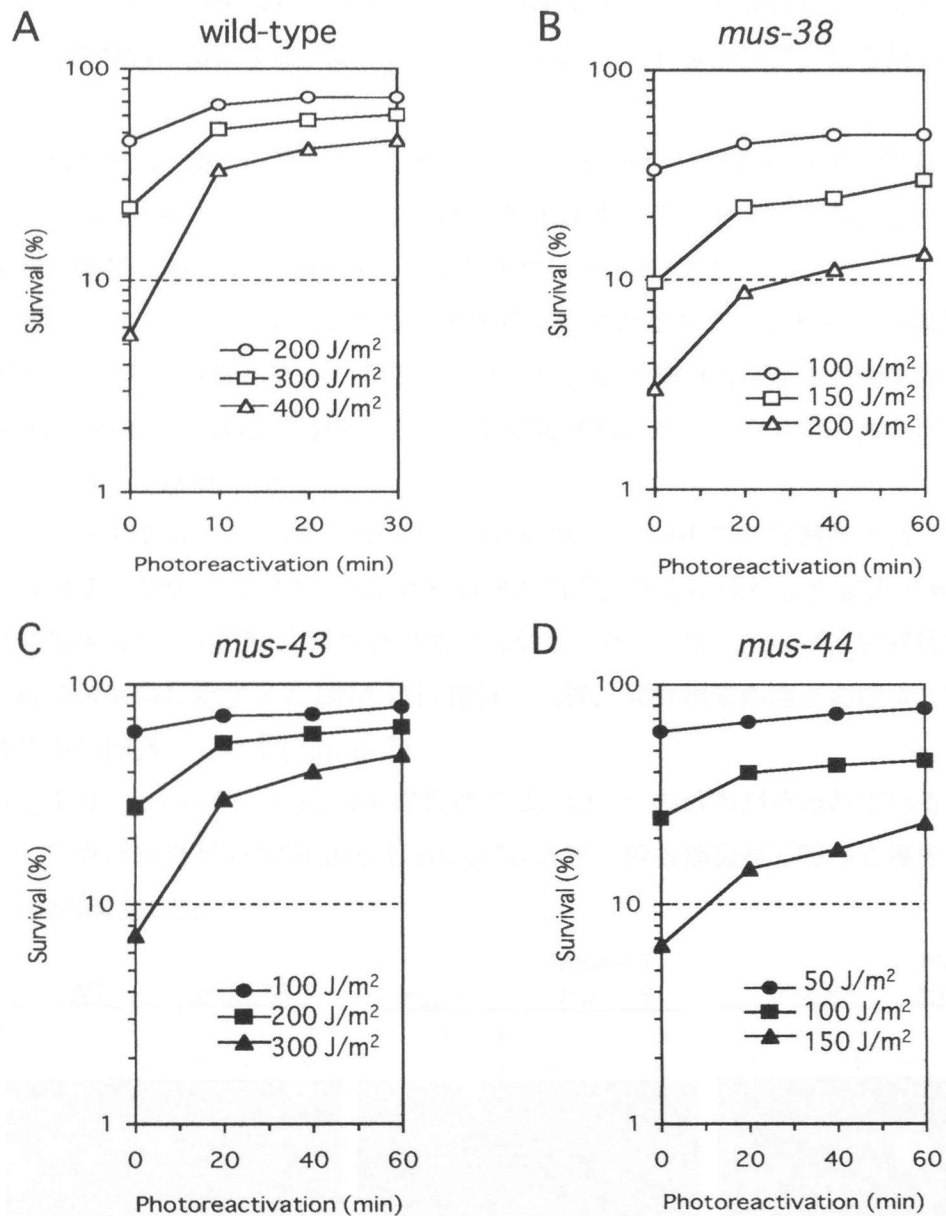 A wild-type
100
10
1
Survival (%)
200 J/m²
300 J/m²
400 J/m²
0 10 20 30
Photoreactivation (min)
B mus-38
100
10
1
Survival (%)
100 J/m²
150 J/m²
200 J/m²
0 20 40 60
Photoreactivation (min)
C mus-43
100
10
1
Survival (%)
100 J/m²
200 J/m²
300 J/m²
0 20 40 60
Photoreactivation (min)
D mus-44
100
10
1
Survival (%)
50 J/m²
100 J/m²
150 J/m²
0 20 40 60
Photoreactivation (min)